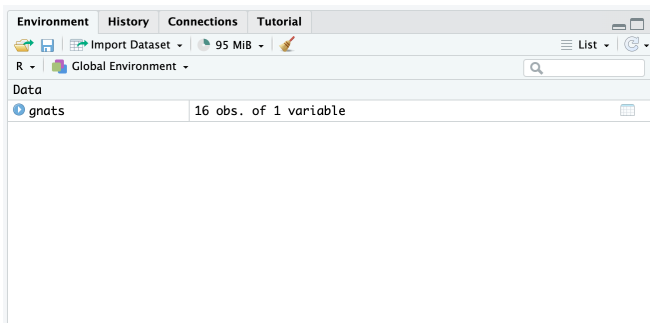 Environment History Connections Tutorial
Import Dataset 95 MiB List
R Global Environment
Data
gnats 16 obs. of 1 variable